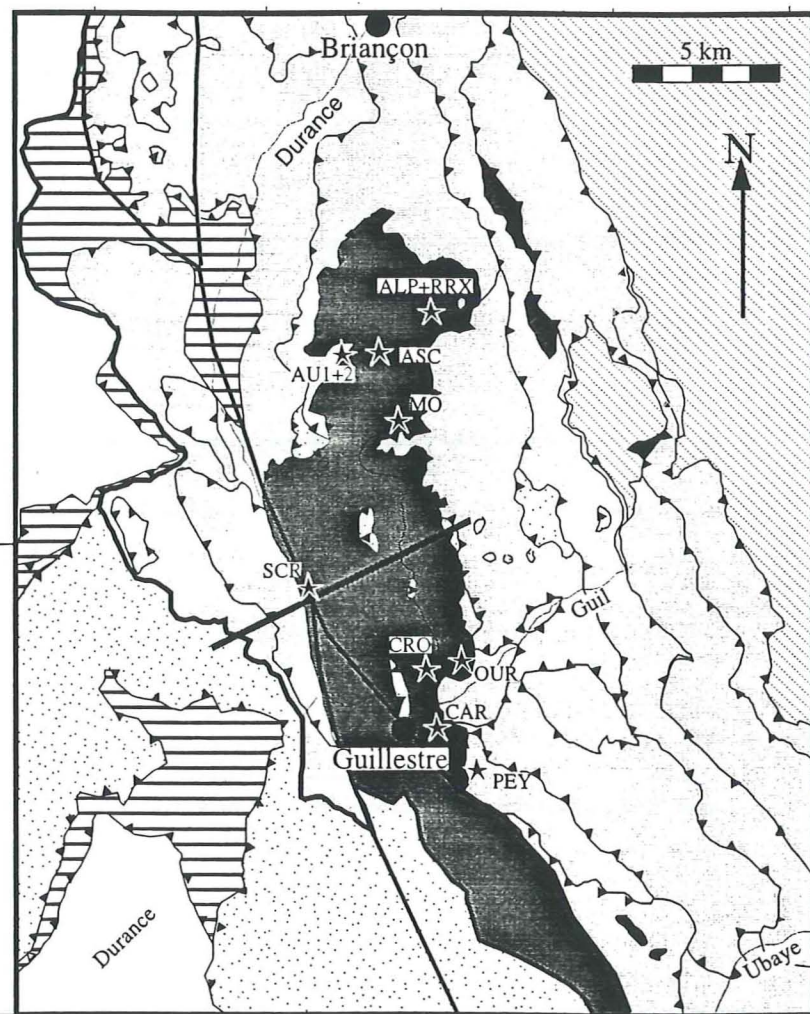 Briançon
5 km
Durance
N
ALP+RRX
ASC
AU1+2
MO
SCR
Guil
CRO
OUR
CAR
Guillestre
PEY
Durance
Ubaye